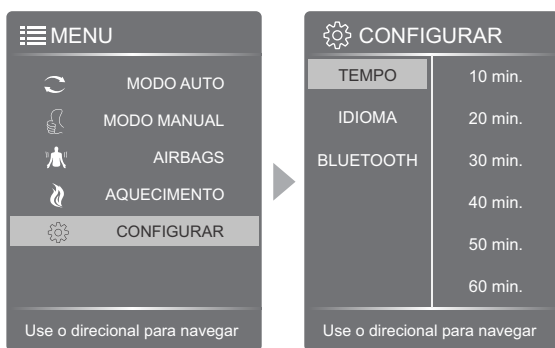 MENU
MODO AUTO
MODO MANUAL
AIRBAGS
AQUECIMENTO
CONFIGURAR
Use o direcional para navegar
CONFIGURAR
TEMPO
IDIOMA
BLUETOOTH
10 min.
20 min.
30 min.
40 min.
50 min.
60 min.
Use o direcional para navegar